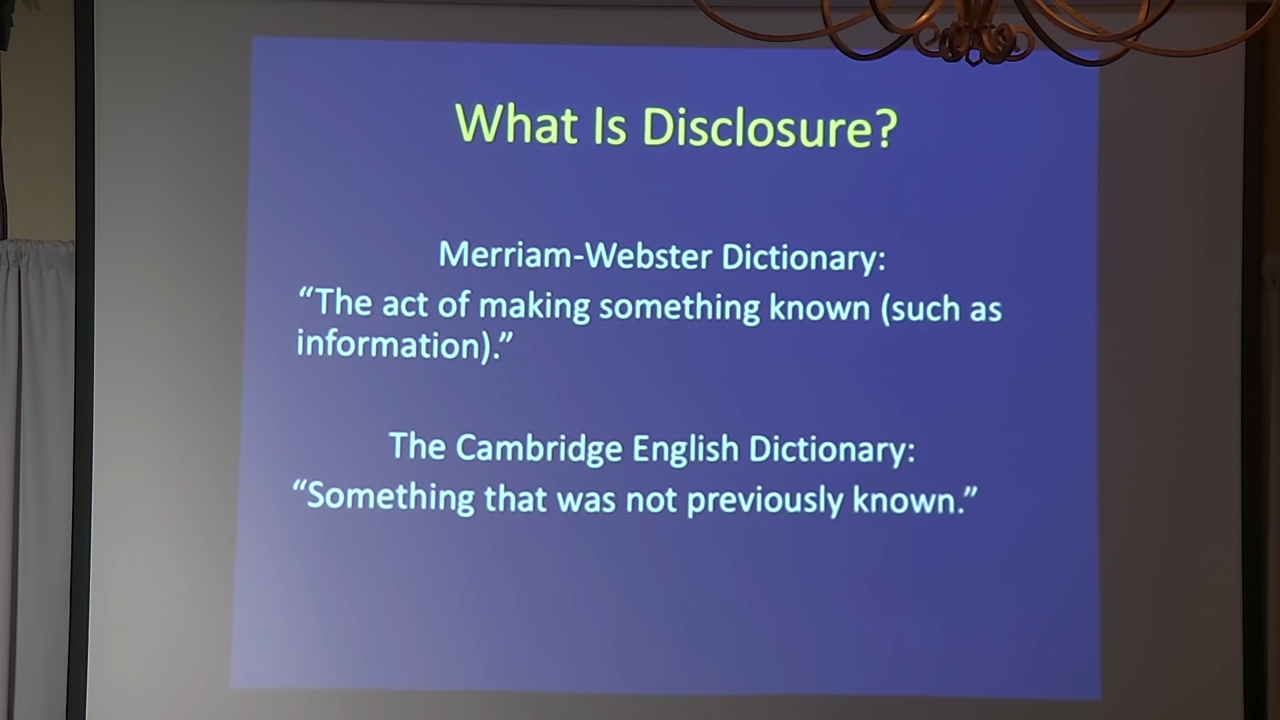 What Is Disclosure?
Merriam-Webster Dictionary:
“The act of making something known (such as
information).”
The Cambridge English Dictionary:
“Something that was not previously known.”